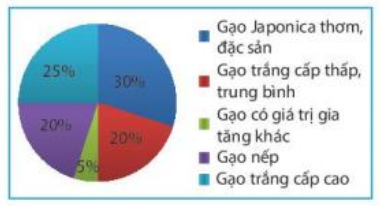 30%
20%
5%
20%
25%
Gạo Japonica thơm,
đặc sản
Gạo trắng cấp thấp,
trung bình
Gạo có giá trị gia
tăng khác
Gạo nếp
Gạo trắng cấp cao